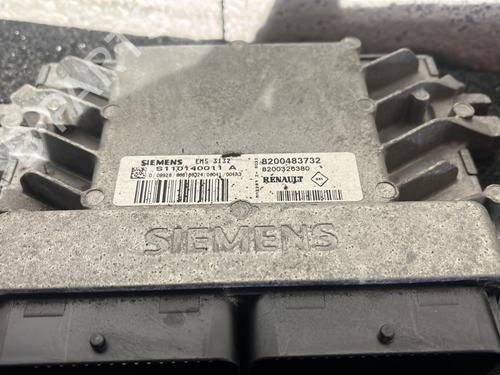 SIEMENS EMS 3132
S110140011 A
8200483732
8200326380
RENAULT
SIEMENS